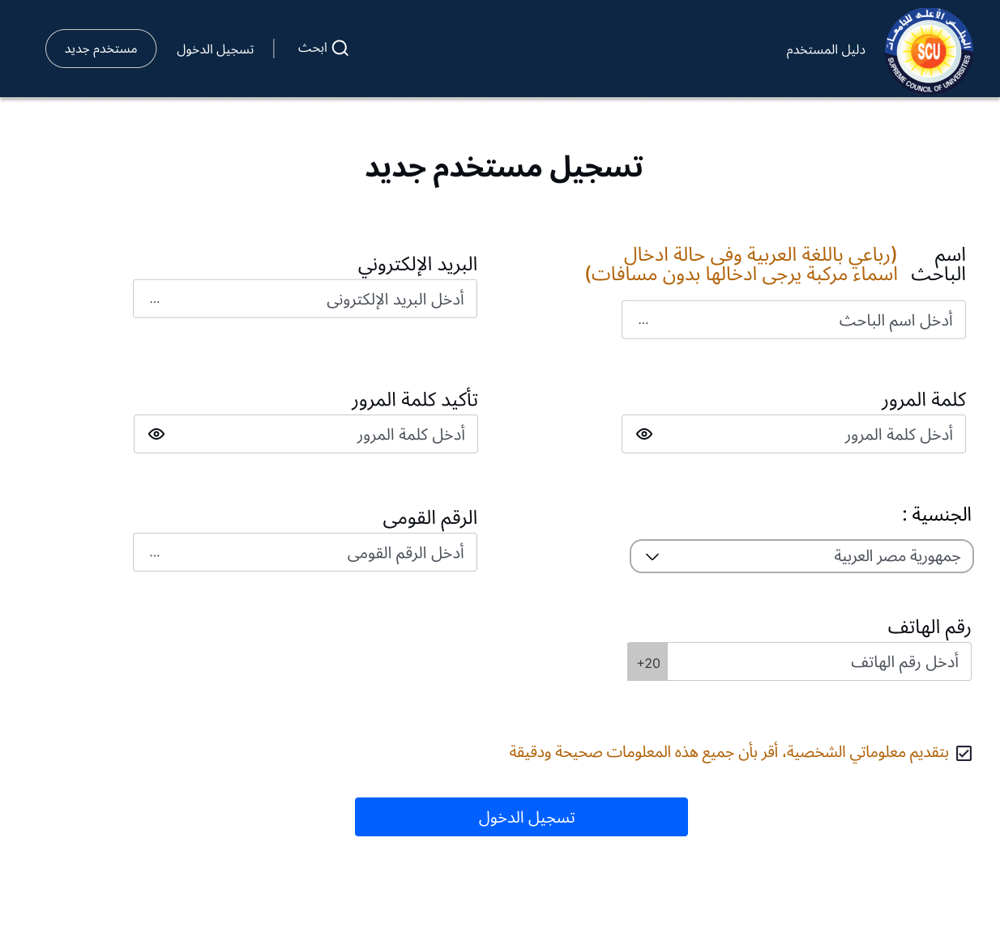 المجلس الأعلى للجامعات
SCU
SUPREME COUNCIL OF UNIVERSITIES
دليل المستخدم
ابحث
تسجيل الدخول
مستخدم جديد
تسجيل مستخدم جديد
اسم الباحث
(رباعي باللغة العربية وفى حالة ادخال
اسماء مركبة يرجى ادخالها بدون مسافات)
أدخل اسم الباحث
...
البريد الإلكتروني
أدخل البريد الإلكترونى
...
كلمة المرور
أدخل كلمة المرور
تأكيد كلمة المرور
أدخل كلمة المرور
الجنسية :
جمهورية مصر العربية
الرقم القومى
أدخل الرقم القومى
...
رقم الهاتف
أدخل رقم الهاتف
+20
بتقديم معلوماتي الشخصية، أقر بأن جميع هذه المعلومات صحيحة ودقيقة
تسجيل الدخول